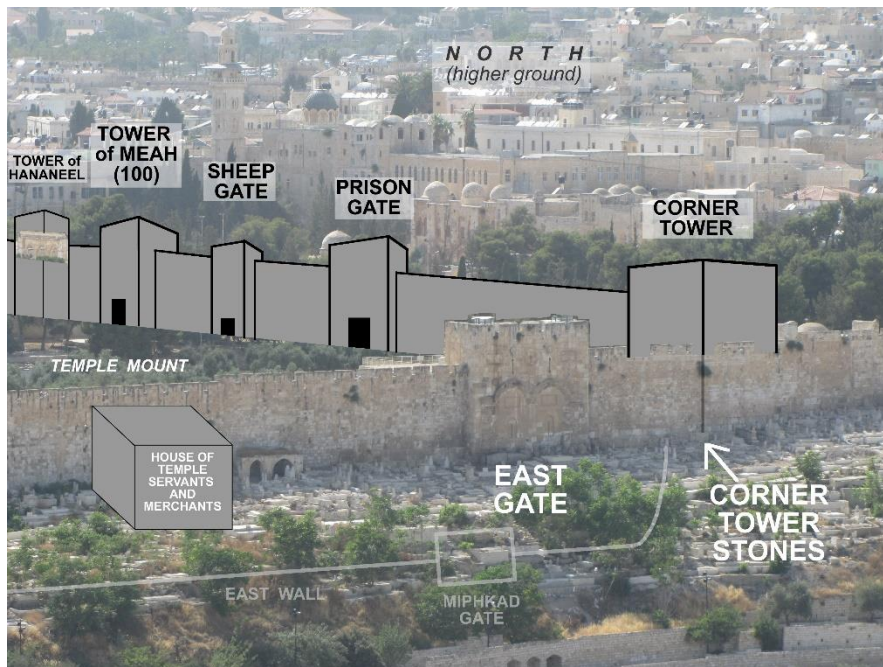 N O R T H
(higher ground)
TOWER of
HANANEEL
TOWER
of MEAH
(100)
SHEEP
GATE
PRISON
GATE
CORNER
TOWER
TEMPLE MOUNT
HOUSE OF
TEMPLE
SERVANTS
AND
MERCHANTS
EAST
GATE
CORNER
TOWER
STONES
EAST WALL
MIPHKAD
GATE